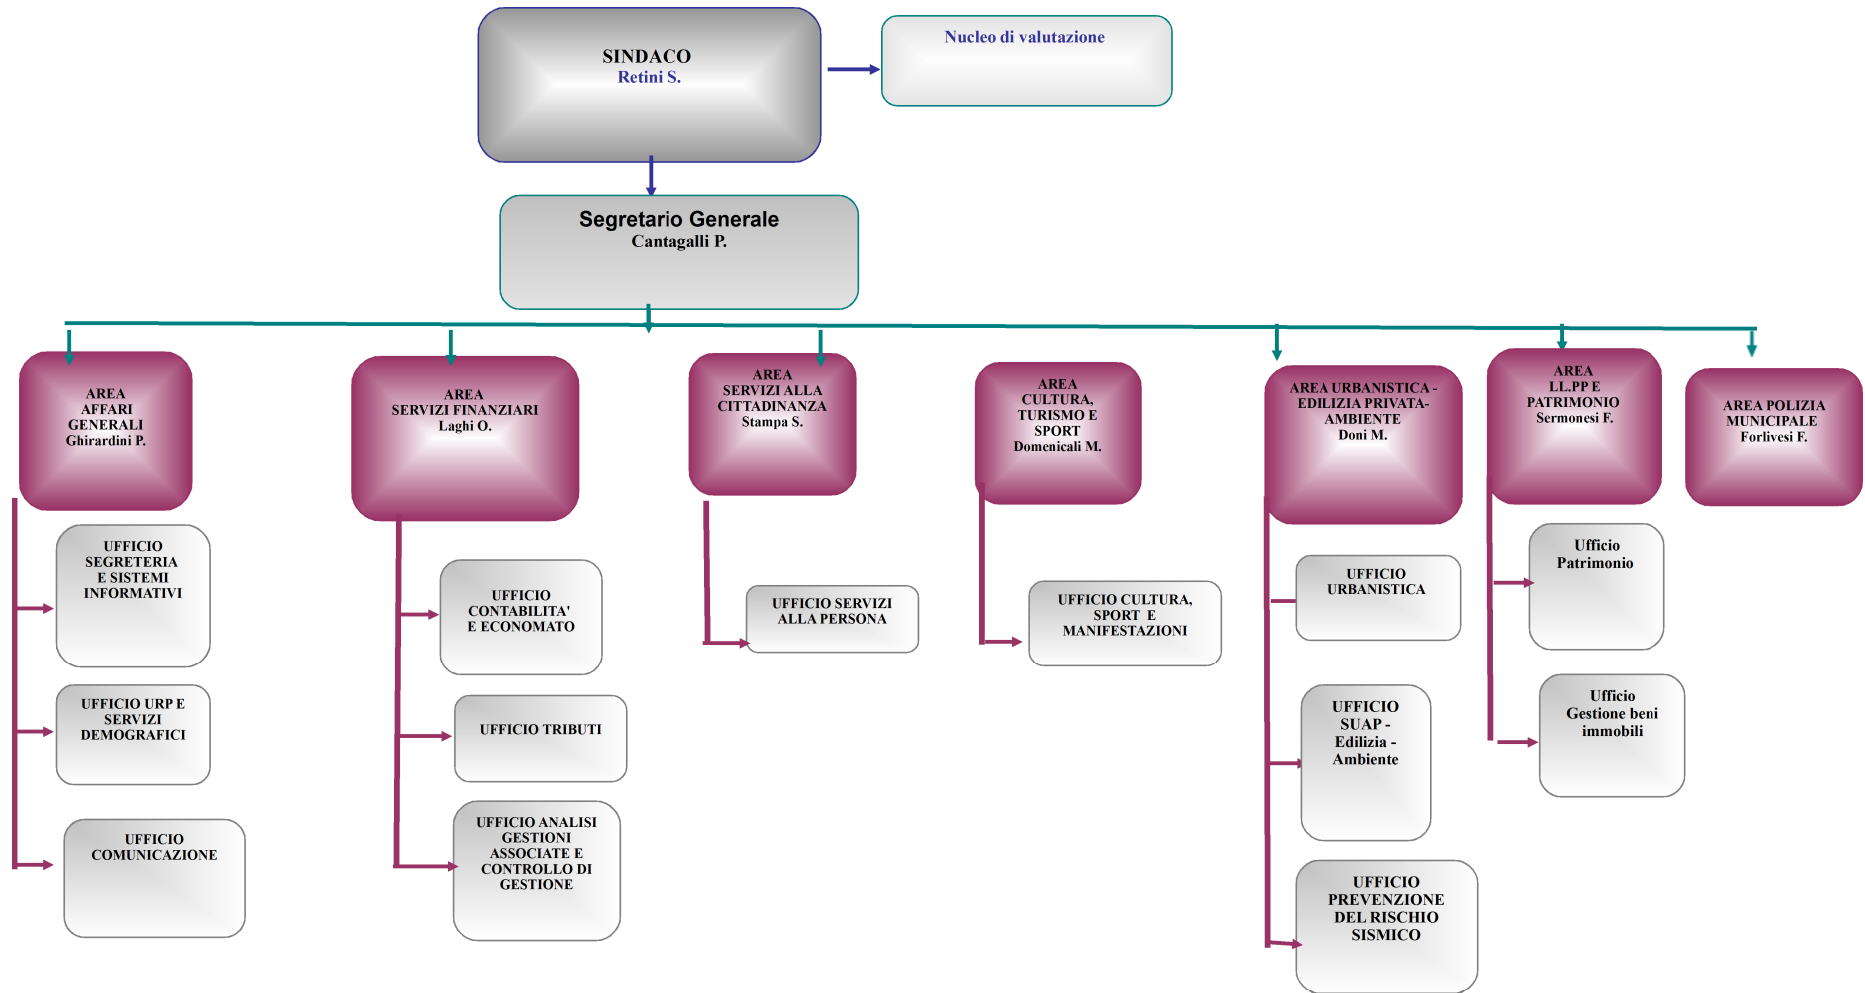 SINDACO
Retini S.
Nucleo di valutazione
Segretario Generale
Cantagalli P.
AREA
AFFARI
GENERALI
Ghirardini P.
AREA
SERVIZI FINANZIARI
Laghi O.
AREA
SERVIZI ALLA
CITTADINANZA
Stampa S.
AREA
CULTURA,
TURISMO E
SPORT
Domenicali M.
AREA URBANISTICA -
EDILIZIA PRIVATA-
AMBIENTE
Doni M.
AREA
LL.PP E
PATRIMONIO
Sermonesi F.
AREA POLIZIA
MUNICIPALE
Forlivesi F.
UFFICIO
SEGRETERIA
E SISTEMI
INFORMATIVI
UFFICIO URP E
SERVIZI
DEMOGRAFICI
UFFICIO
COMUNICAZIONE
UFFICIO
CONTABILITA'
E ECONOMATO
UFFICIO TRIBUTI
UFFICIO ANALISI
GESTIONI
ASSOCIATE E
CONTROLLO DI
GESTIONE
UFFICIO SERVIZI
ALLA PERSONA
UFFICIO CULTURA,
SPORT E
MANIFESTAZIONI
UFFICIO
URBANISTICA
UFFICIO
SUAP -
Edilizia -
Ambiente
UFFICIO
PREVENZIONE
DEL RISCHIO
SISMICO
Ufficio
Patrimonio
Ufficio
Gestione beni
immobili